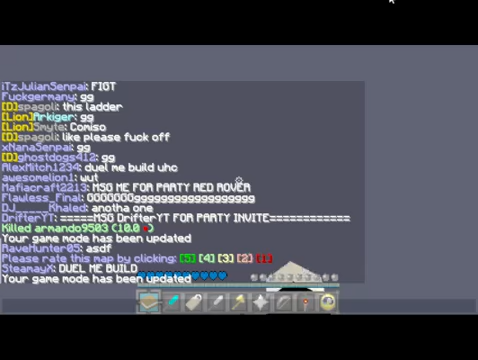 iTzJulianSenpai: FIGT
Fuckgermany: gg
[D]spagoli: this ladder
[Lion]Arkiger: gg
[Lion]Smyte: Comiso
[D]spagoli: like please fuck off
xNanaSenpai: gg
[D]ghostdogs412: gg
AlexMitch1234: duel me build uhc
awesomelion1: wut
Mafiacraft2213: MSG ME FOR PARTY RED ROVER
Flawless_Final: GGGGGGggggggggggggggggggg
DJ_____Khaled: anotha one
DrifterYT: =====MSG DrifterYT FOR PARTY INVITE============
Killed armando9503 (10.0 ♥)
Your game mode has been updated
RaveHunter05: asdf
Please rate this map by clicking: [5] [4] [3] [2] [1]
SteamayX: DUEL ME BUILD
Your game mode has been updated